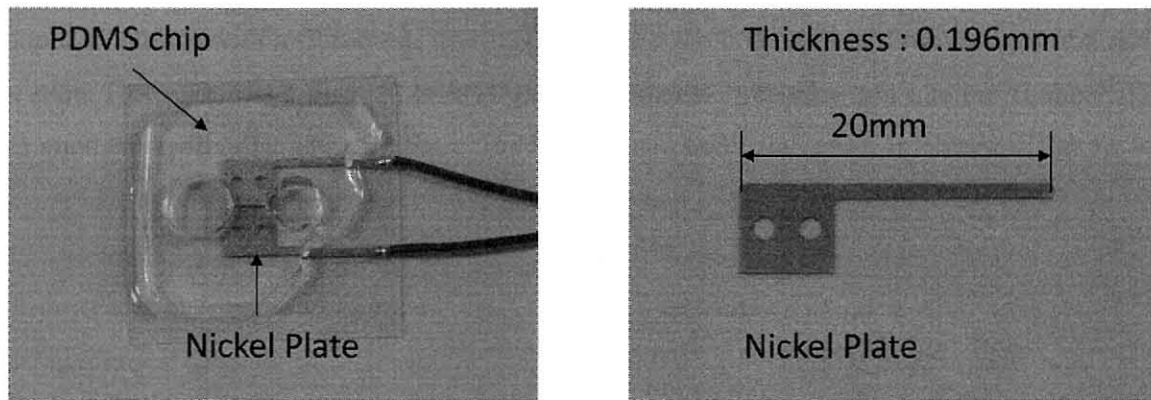 PDMS chip
Nickel Plate
Thickness : 0.196mm
20mm
Nickel Plate